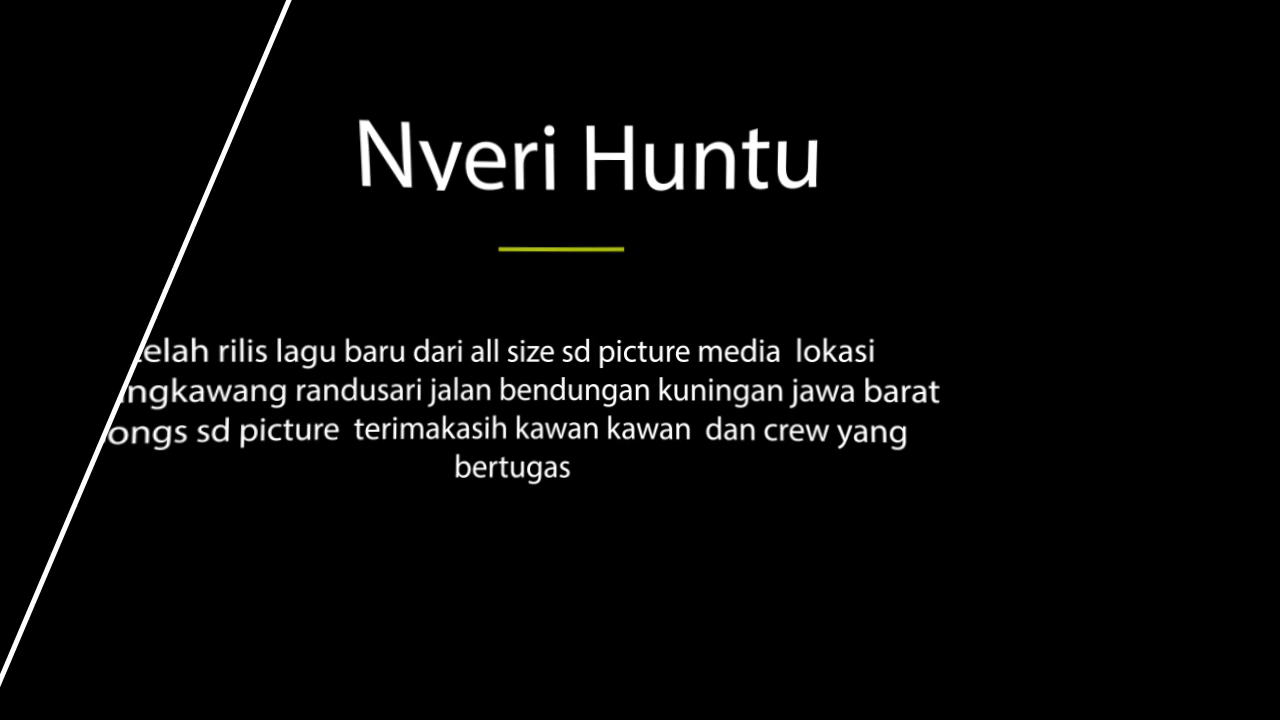 Nyeri Huntu
rilis lagu baru dari all size sd picture media lokasi
randusari jalan bendungan kuningan jawa barat
sd picture terimakasih kawan kawan dan crew yang
bertugas